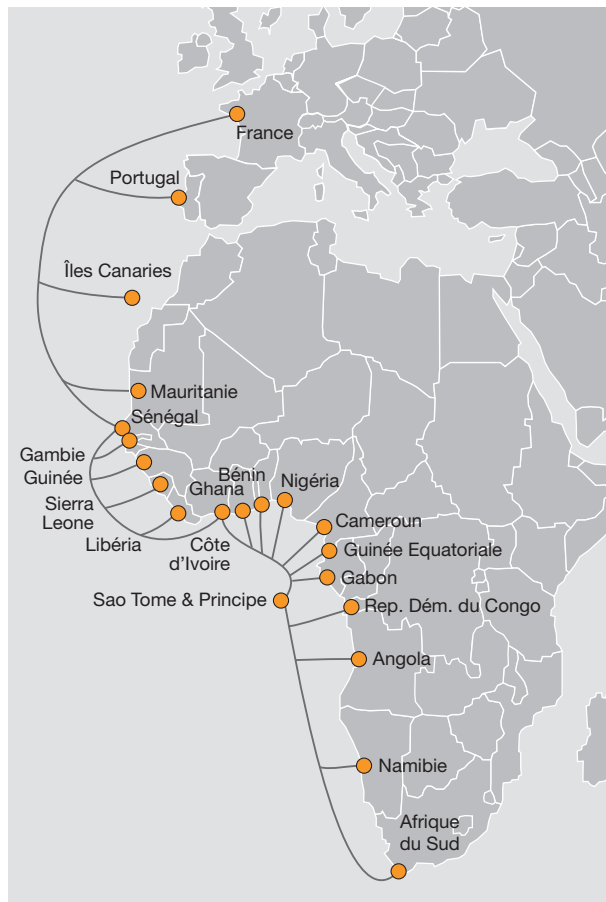 France
Portugal
Îles Canaries
Mauritanie
Sénégal
Gambie
Guinée
Sierra
Leone
Libéria
Côte
d'Ivoire
Ghana
Bénin
Nigéria
Cameroun
Guinée Equatoriale
Gabon
Sao Tome & Principe
Rep. Dém. du Congo
Angola
Namibie
Afrique
du Sud